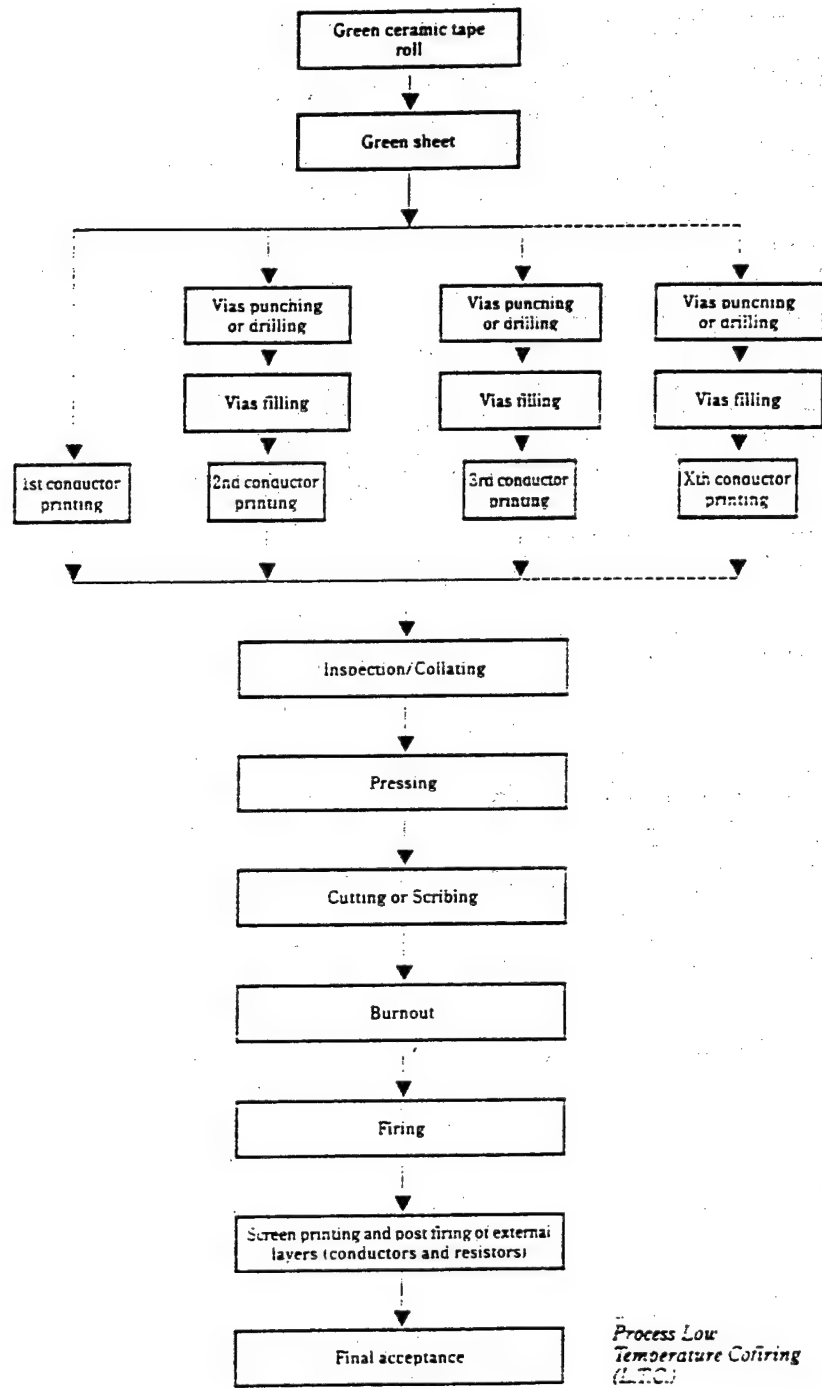 Green ceramic tape
roll
Green sheet
Vias punching
or drilling
Vias punching
or drilling
Vias punching
or drilling
Vias filling
Vias filling
Vias filling
1st conductor
printing
2nd conductor
printing
3rd conductor
printing
Xth conductor
printing
Inspection/Collating
Pressing
Cutting or Scribing
Burnout
Firing
Screen printing and post firing of external
layers (conductors and resistors)
Final acceptance
Process Low
Temperature Cofiring
(L.T.C.)